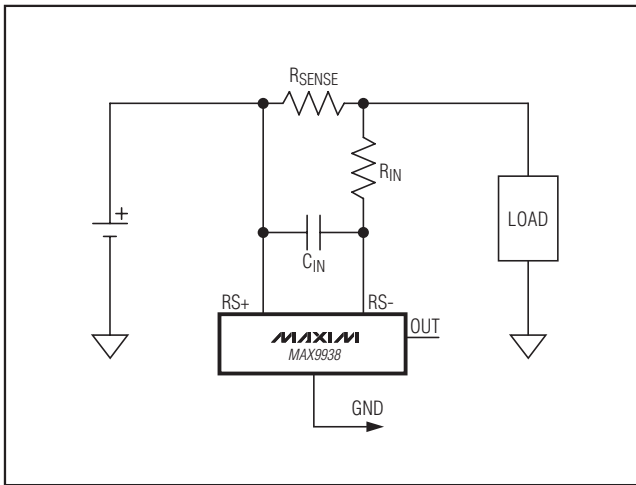 RSENSE
RIN
+
LOAD
CIN
RS+ RS-
OUT
MAXIM
MAX9938
GND